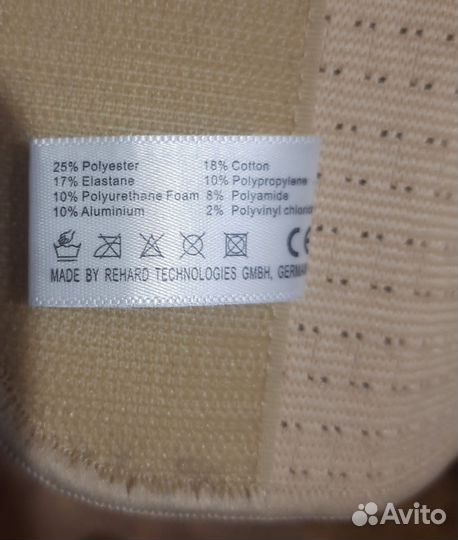 25% Polyester 18% Cotton
17% Elastane 10% Polypropylene
10% Polyurethane Foam 8% Polyamide
10% Aluminium 2% Polyvinyl
CE
MADE BY REHARD TECHNOLOGIES GMBH,
Avito